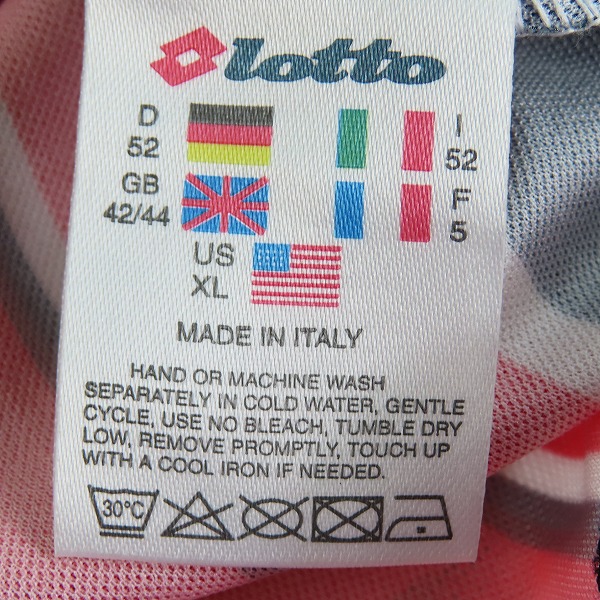 lotto
D
52
I
52
GB
42/44
F
5
US
XL
MADE IN ITALY
HAND OR MACHINE WASH
SEPARATELY IN COLD WATER, GENTLE
CYCLE, USE NO BLEACH, TUMBLE DRY
LOW, REMOVE PROMPTLY, TOUCH UP
WITH A COOL IRON IF NEEDED.
30°C